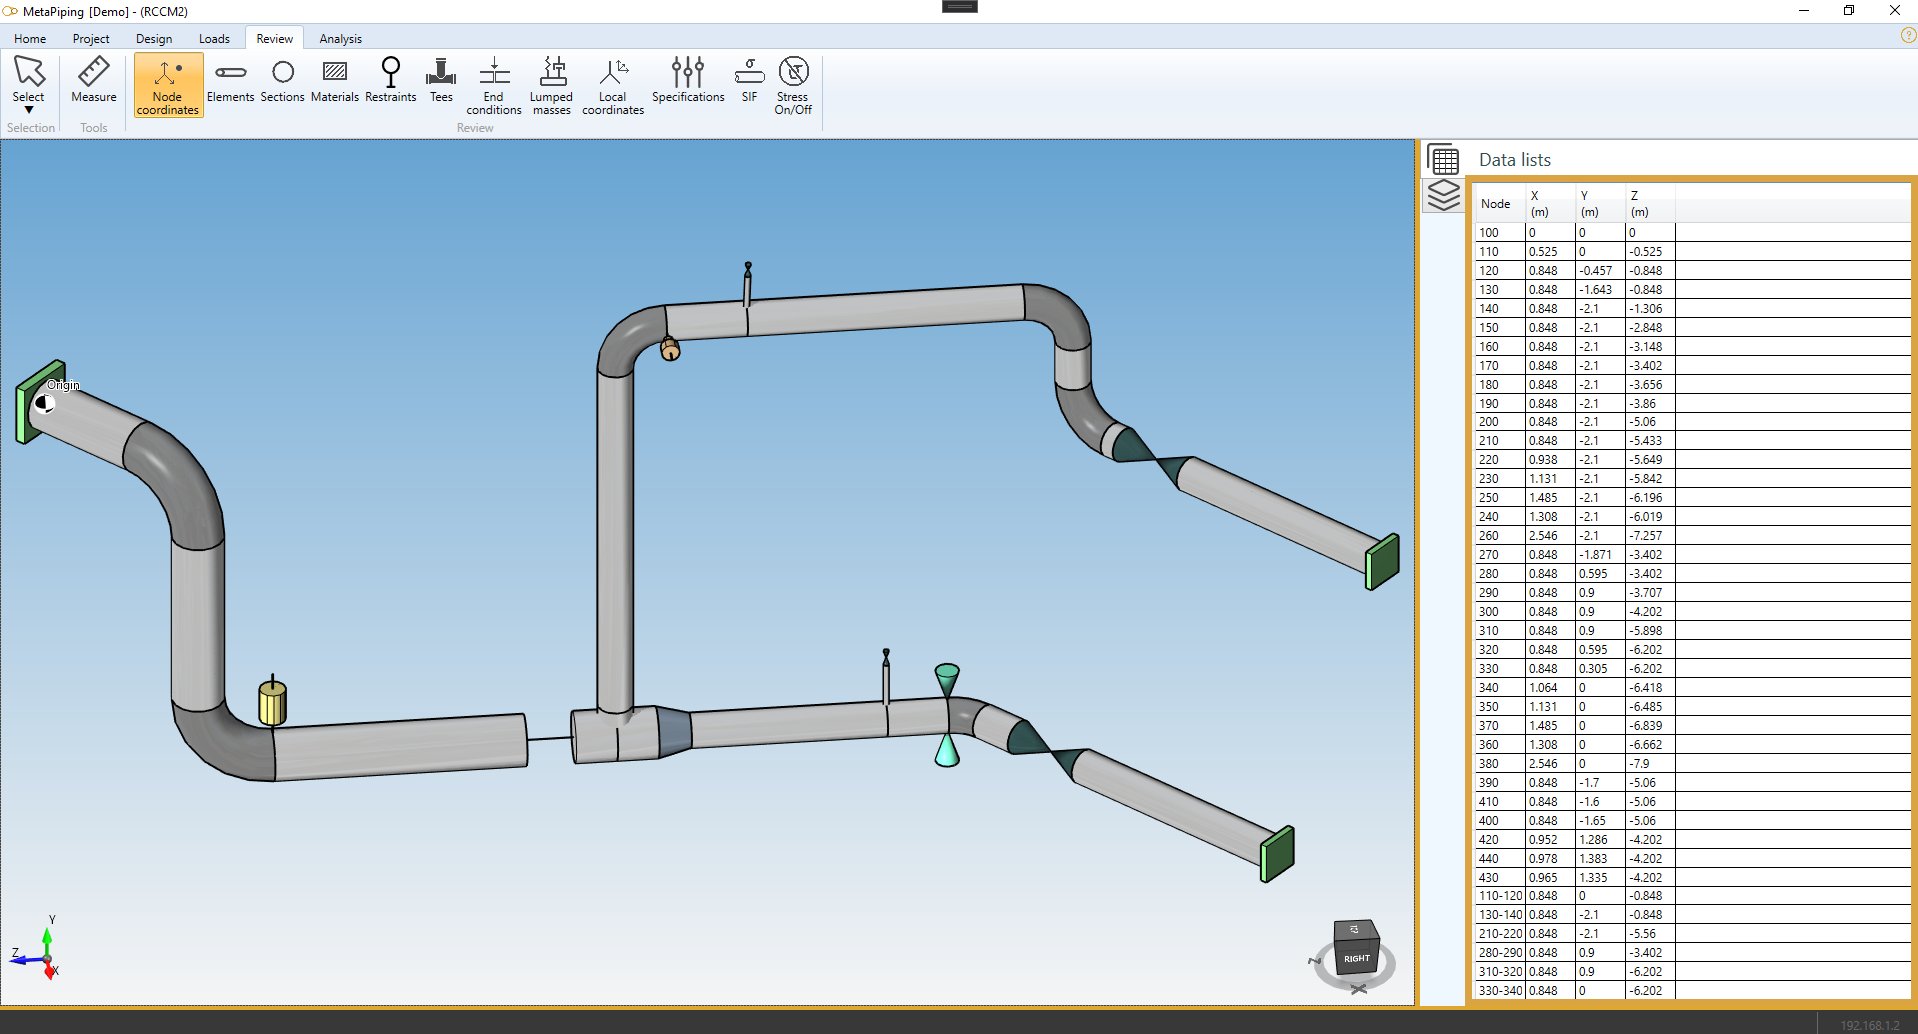 MetaPiping [Demo] - (RCCM2)
Home Project Design Loads Review Analysis
Select
Measure
Node coordinates
Elements
Sections
Materials
Restraints
Tees
End conditions
Lumped masses
Local coordinates
Specifications
SIF
Stress On/Off
Selection Tools Review
Origin
Y
Z
X
RIGHT
Data lists
Node X (m) Y (m) Z (m)
100 0 0 0
110 0.525 0 -0.525
120 0.848 -0.457 -0.848
130 0.848 -1.643 -0.848
140 0.848 -2.1 -1.306
150 0.848 -2.1 -2.848
160 0.848 -2.1 -3.148
170 0.848 -2.1 -3.402
180 0.848 -2.1 -3.656
190 0.848 -2.1 -3.86
200 0.848 -2.1 -5.06
210 0.848 -2.1 -5.433
220 0.938 -2.1 -5.649
230 1.131 -2.1 -5.842
250 1.485 -2.1 -6.196
240 1.308 -2.1 -6.019
260 2.546 -2.1 -7.257
270 0.848 -1.871 -3.402
280 0.848 0.595 -3.402
290 0.848 0.9 -3.707
300 0.848 0.9 -4.202
310 0.848 0.9 -5.898
320 0.848 0.595 -6.202
330 0.848 0.305 -6.202
340 1.064 0 -6.418
350 1.131 0 -6.485
370 1.485 0 -6.839
360 1.308 0 -6.662
380 2.546 0 -7.9
390 0.848 -1.7 -5.06
410 0.848 -1.6 -5.06
400 0.848 -1.65 -5.06
420 0.952 1.286 -4.202
440 0.978 1.383 -4.202
430 0.965 1.335 -4.202
110-120 0.848 0 -0.848
130-140 0.848 -2.1 -0.848
210-220 0.848 -2.1 -5.56
280-290 0.848 0.9 -3.402
310-320 0.848 0.9 -6.202
330-340 0.848 0 -6.202
192.168.1.2